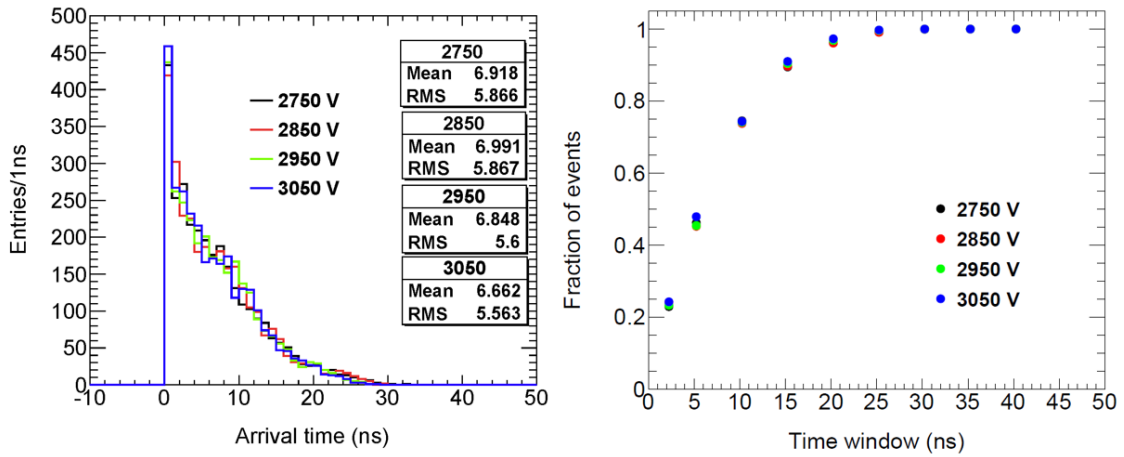 500
450
400
350
300
250
200
150
100
50
0
-10 0 10 20 30 40 50
Entries/1ns
Arrival time (ns)
2750 V
2850 V
2950 V
3050 V
2750
Mean 6.918
RMS 5.866
2850
Mean 6.991
RMS 5.867
2950
Mean 6.848
RMS 5.6
3050
Mean 6.662
RMS 5.563
1
0.8
0.6
0.4
0.2
0
0 5 10 15 20 25 30 35 40 45 50
Fraction of events
Time window (ns)
2750 V
2850 V
2950 V
3050 V